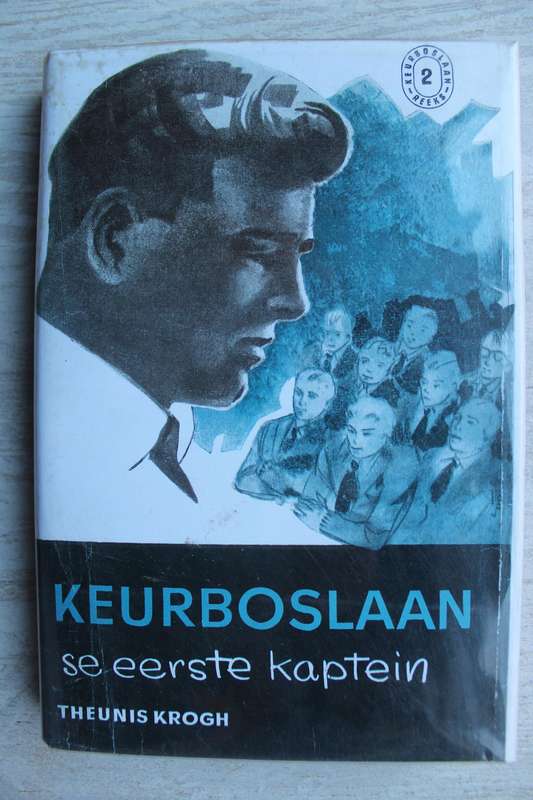 KEURBOSLAAN
2
REEKS
KEURBOSLAAN
se eerste kaptein
THEUNIS KROGH